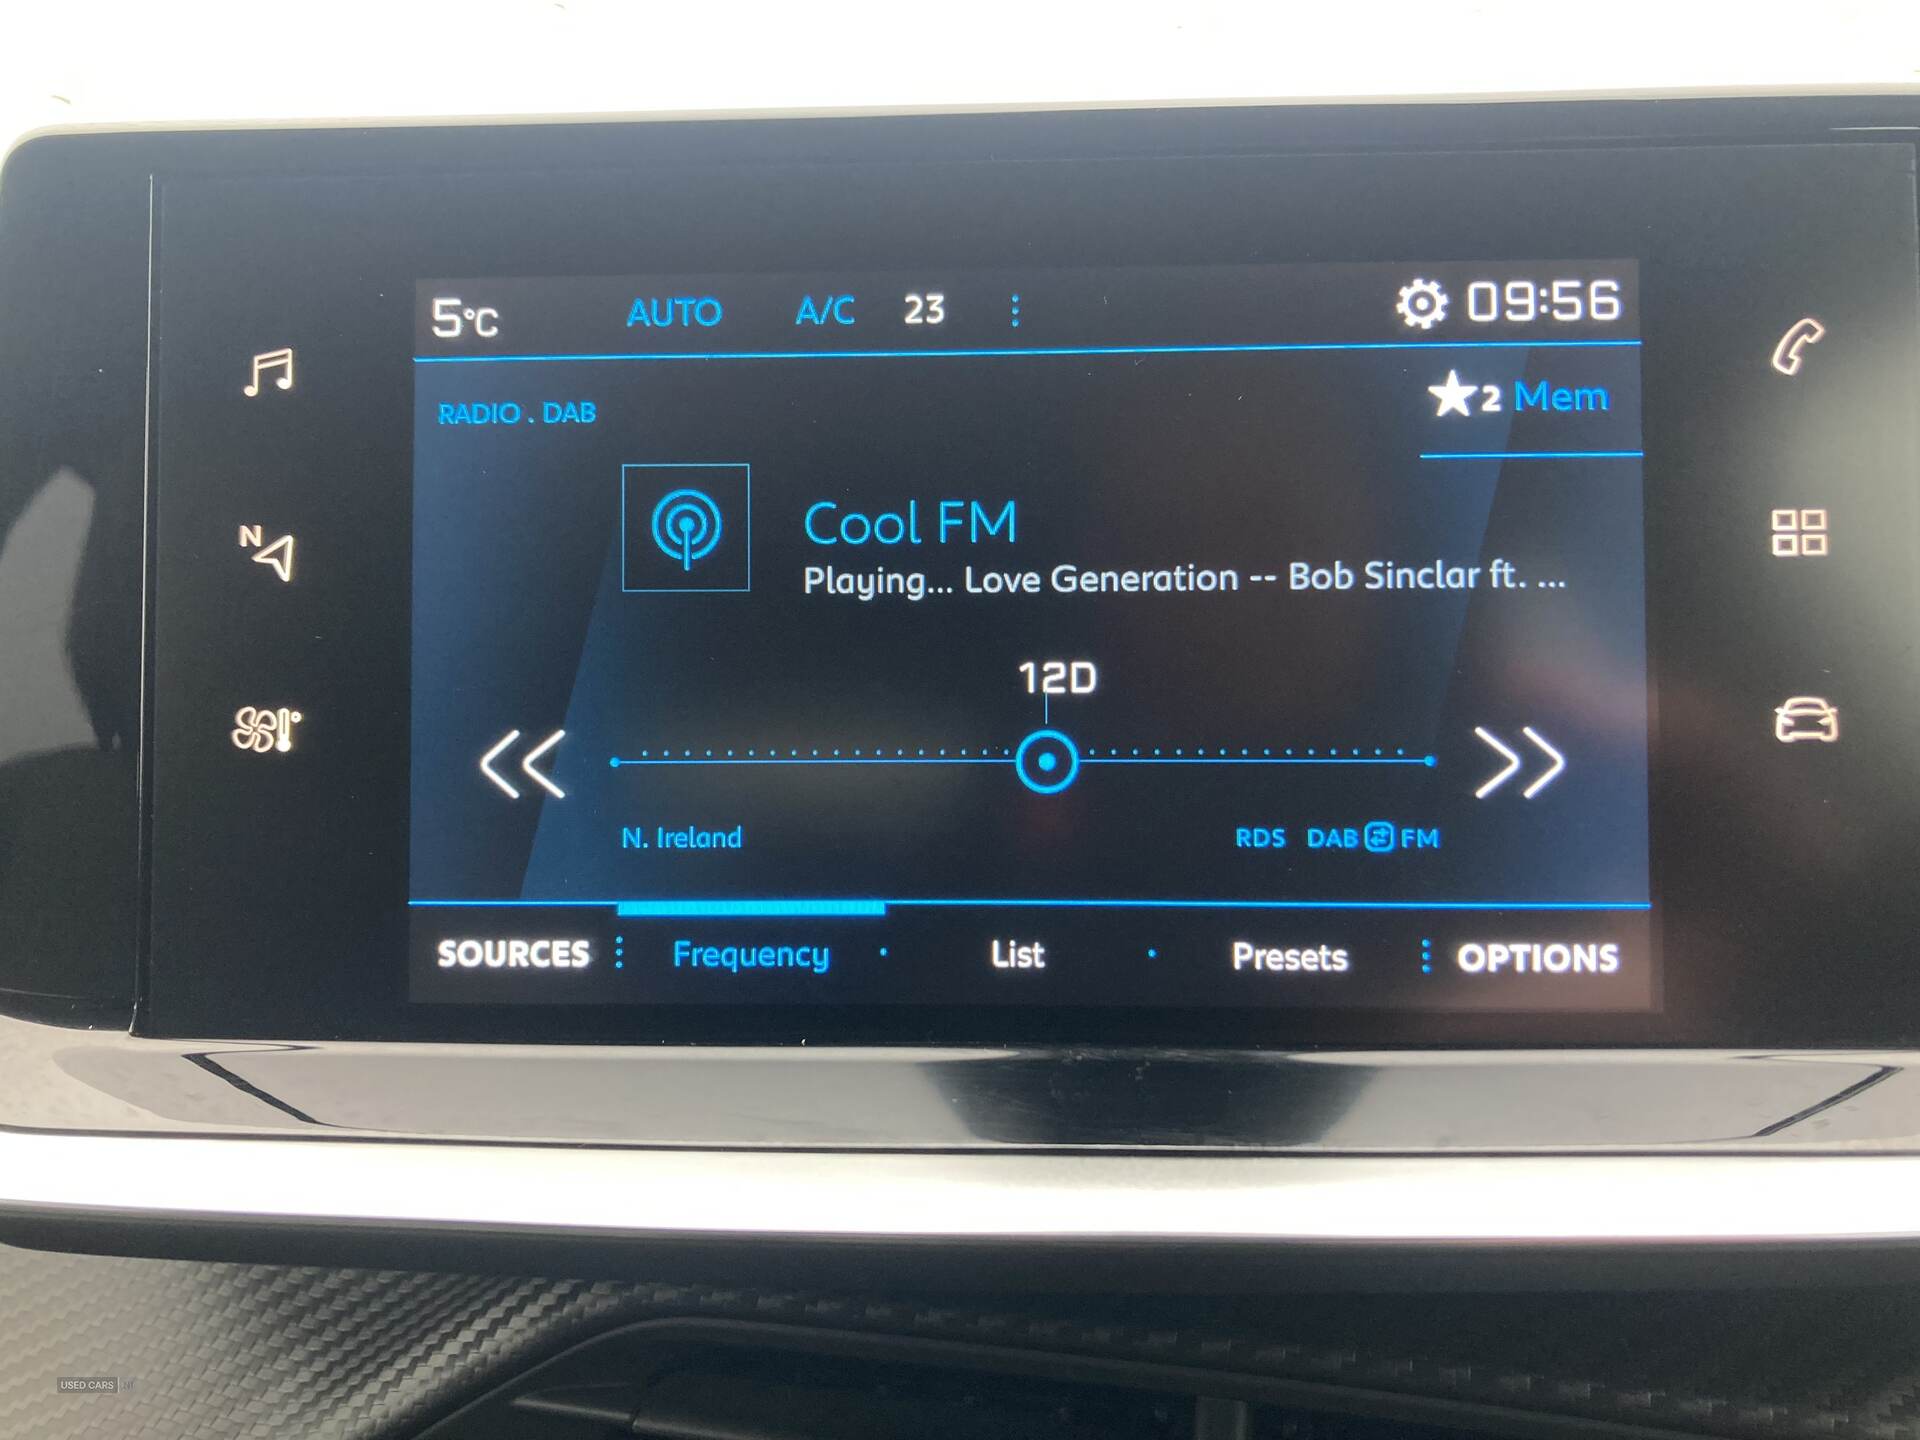 5°C AUTO A/C 23 09:56
2 Mem
RADIO . DAB
Cool FM
Playing... Love Generation -- Bob Sinclar ft. ...
N
12D
N. Ireland RDS DAB FM
SOURCES Frequency List Presets OPTIONS
USED CARS NI